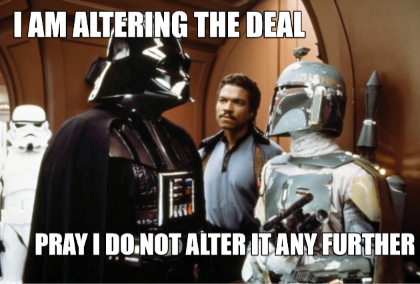 I AM ALTERING THE DEAL
PRAY I DO NOT ALTER IT ANY FURTHER